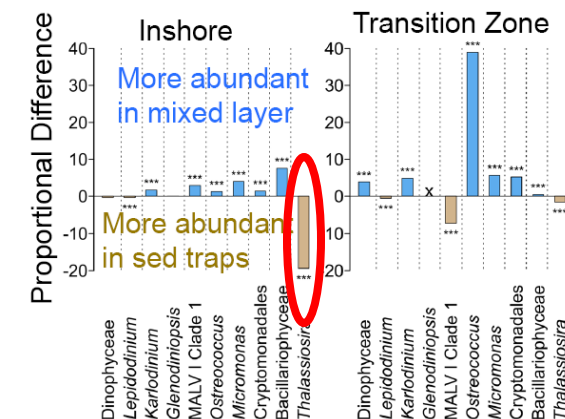 Inshore
Transition Zone
Proportional Difference
40
30
20
10
0
-10
-20
More abundant
in mixed layer
More abundant
in sed traps
***
***
***
***
***
***
***
***
Dinophyceae
Lepidodinium
Karlodinium
Glenodiniopsis
MALV I Clade 1
Ostreococcus
Micromonas
Cryptomonadales
Bacillariophyceae
Thalassiosira
40
30
20
10
0
-10
-20
***
***
***
x
***
***
***
***
***
***
Dinophyceae
Lepidodinium
Karlodinium
Glenodiniopsis
MALV I Clade 1
Ostreococcus
Micromonas
Cryptomonadales
Bacillariophyceae
Thalassiosira